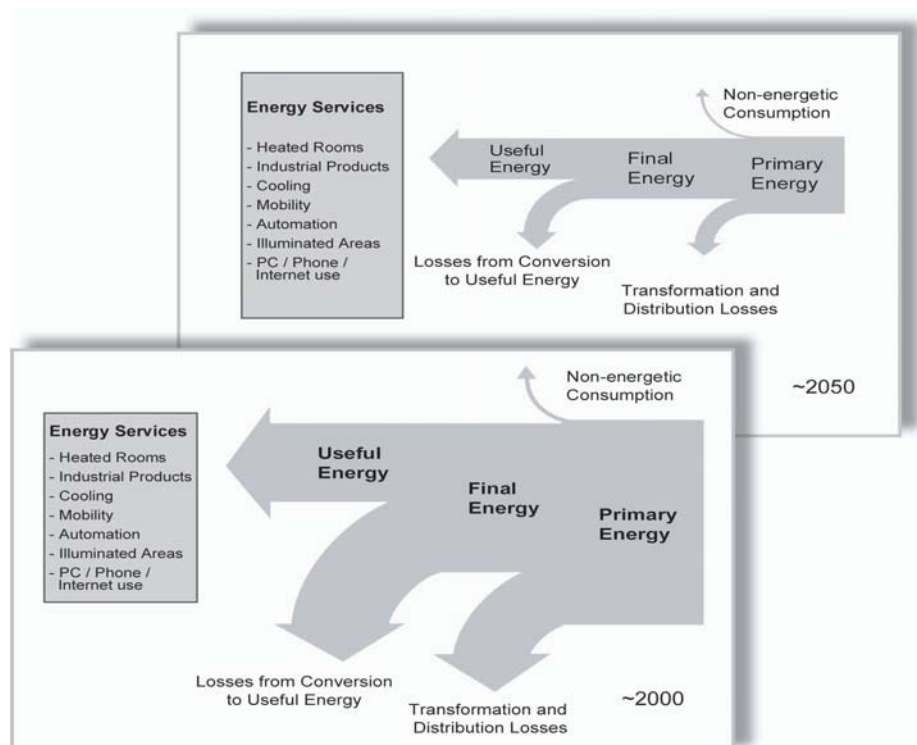 Energy Services
- Heated Rooms
- Industrial Products
- Cooling
- Mobility
- Automation
- Illuminated Areas
- PC / Phone /
Internet use
Non-energetic
Consumption
Useful
Energy
Final
Energy
Primary
Energy
Losses from Conversion
to Useful Energy
Transformation and
Distribution Losses
~2050
Energy Services
- Heated Rooms
- Industrial Products
- Cooling
- Mobility
- Automation
- Illuminated Areas
- PC / Phone /
Internet use
Non-energetic
Consumption
Useful
Energy
Final
Energy
Primary
Energy
Losses from Conversion
to Useful Energy
Transformation and
Distribution Losses
~2000